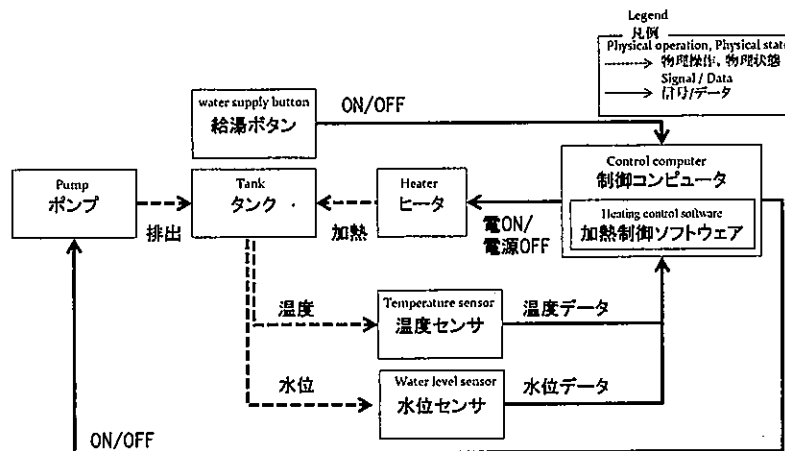 Legend
凡例
Physical operation, Physical state
物理操作, 物理状態
Signal / Data
信号/データ
water supply button
給湯ボタン
ON/OFF
Control computer
制御コンピュータ
Heating control software
加熱制御ソフトウェア
Pump
ポンプ
排出
Tank
タンク
加熱
Heater
ヒータ
電ON/
電源OFF
温度
Temperature sensor
温度センサ
温度データ
水位
Water level sensor
水位センサ
水位データ
ON/OFF